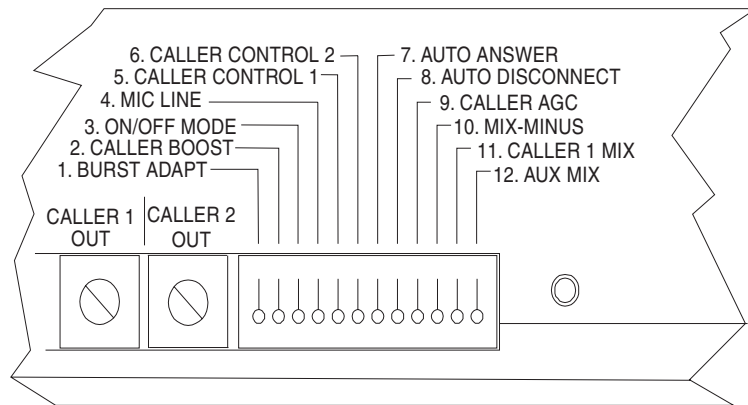 6. CALLER CONTROL 2
5. CALLER CONTROL 1
4. MIC LINE
3. ON/OFF MODE
2. CALLER BOOST
1. BURST ADAPT
7. AUTO ANSWER
8. AUTO DISCONNECT
9. CALLER AGC
10. MIX-MINUS
11. CALLER 1 MIX
12. AUX MIX
CALLER 1
OUT
CALLER 2
OUT